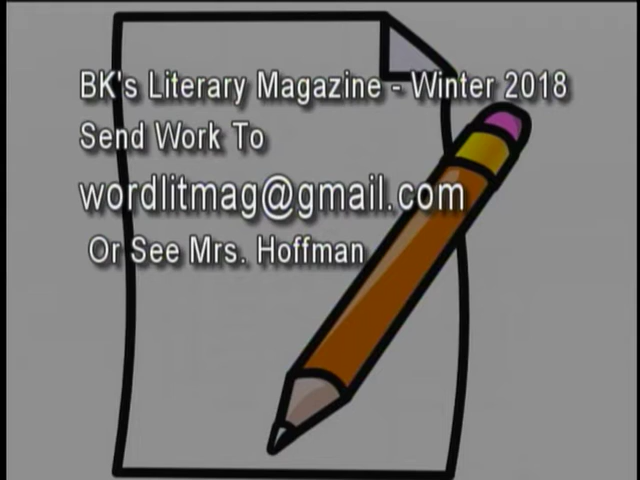 BK's Literary Magazine - Winter 2018
Send Work To
wordlitmag@gmail.com
Or See Mrs. Hoffman